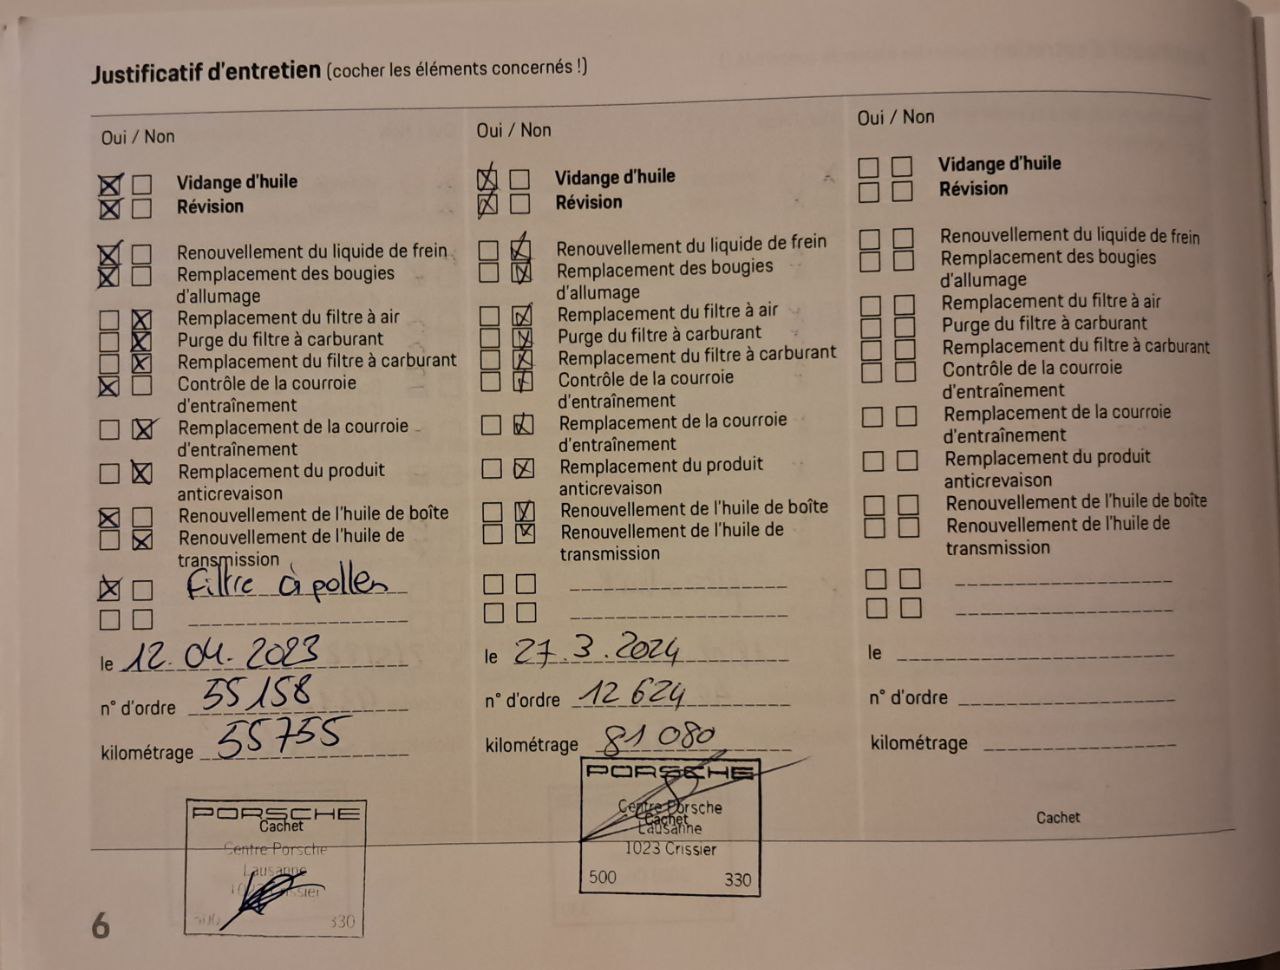 Justificatif d'entretien (cocher les éléments concernés !)
Oui / Non
Vidange d'huile
Révision
Renouvellement du liquide de frein
Remplacement des bougies
d'allumage
Remplacement du filtre à air
Purge du filtre à carburant
Remplacement du filtre à carburant
Contrôle de la courroie
d'entraînement
Remplacement de la courroie
d'entraînement
Remplacement du produit
anticrevaison
Renouvellement de l'huile de boîte
Renouvellement de l'huile de
transmission
Filtre à pollen
le 12.04.2023
n° d'ordre 55158
kilométrage 55755
PORSCHE
Cachet
Centre Porsche
Lausanne
1023 Crissier
500 330
Oui / Non
Vidange d'huile
Révision
Renouvellement du liquide de frein
Remplacement des bougies
d'allumage
Remplacement du filtre à air
Purge du filtre à carburant
Remplacement du filtre à carburant
Contrôle de la courroie
d'entraînement
Remplacement de la courroie
d'entraînement
Remplacement du produit
anticrevaison
Renouvellement de l'huile de boîte
Renouvellement de l'huile de
transmission
le 27.3.2024
n° d'ordre 12624
kilométrage 81080
PORSCHE
Centre Porsche
Cachet
Lausanne
1023 Crissier
500 330
Oui / Non
Vidange d'huile
Révision
Renouvellement du liquide de frein
Remplacement des bougies
d'allumage
Remplacement du filtre à air
Purge du filtre à carburant
Remplacement du filtre à carburant
Contrôle de la courroie
d'entraînement
Remplacement de la courroie
d'entraînement
Remplacement du produit
anticrevaison
Renouvellement de l'huile de boîte
Renouvellement de l'huile de
transmission
le
n° d'ordre
kilométrage
Cachet
6